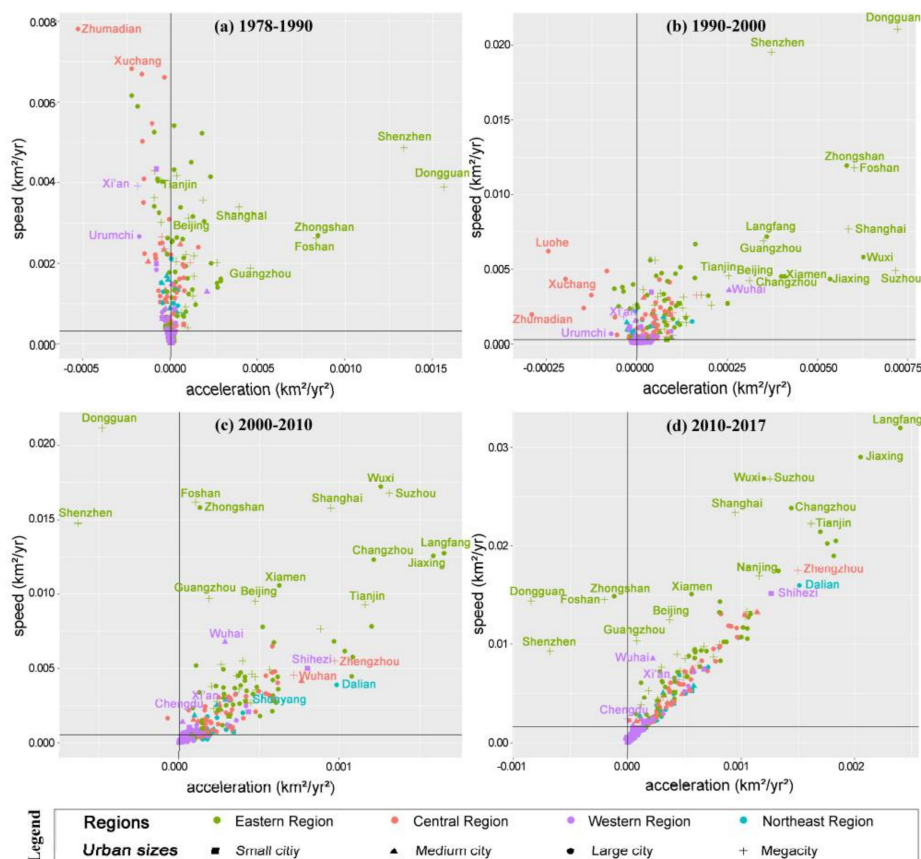 (a) 1978-1990
0.008
0.006
0.004
0.002
0.000
speed (km²/yr)
Zhumadian
Xuchang
Shenzhen
Dongguan
Xi'an
Tianjin
Shanghai
Beijing
Zhongshan
Foshan
Urumchi
Guangzhou
-0.0005 0.0000 0.0005 0.0010 0.0015
acceleration (km²/yr²)
(b) 1990-2000
0.020
0.015
0.010
0.005
0.000
speed (km²/yr)
Dongguan
Shenzhen
Zhongshan
Foshan
Langfang
Shanghai
Guangzhou
Luohe
Wuxi
Tianjin Beijing Xiamen
Xuchang
Changzhou Jiaxing Suzhou
Wuhai
Zhumadian
Xi'an
Urumchi
-0.00025 0.00000 0.00025 0.00050 0.00075
acceleration (km²/yr²)
(c) 2000-2010
0.020
0.015
0.010
0.005
0.000
speed (km²/yr)
Dongguan
Wuxi
Foshan
Suzhou
Shanghai
Zhongshan
Shenzhen
Changzhou Langfang
Jiaxing
Xiamen
Guangzhou
Beijing
Tianjin
Wuhai
Shihezi
Zhengzhou
Wuhan
Xi'an
Dalian
Chengdu
0.000 0.001
acceleration (km²/yr²)
(d) 2010-2017
0.03
0.02
0.01
0.00
speed (km²/yr)
Langfang
Jiaxing
Wuxi Suzhou
Shanghai
Changzhou
Tianjin
Nanjing
Zhengzhou
Dongguan Zhongshan Xiamen
Dalian
Foshan
Shihezi
Beijing
Guangzhou
Shenzhen
Wuhai
Xi'an
Chengdu
-0.001 0.000 0.001 0.002
acceleration (km²/yr²)
Legend
Regions Eastern Region Central Region Western Region Northeast Region
Urban sizes Small citiy Medium city Large city Megacity